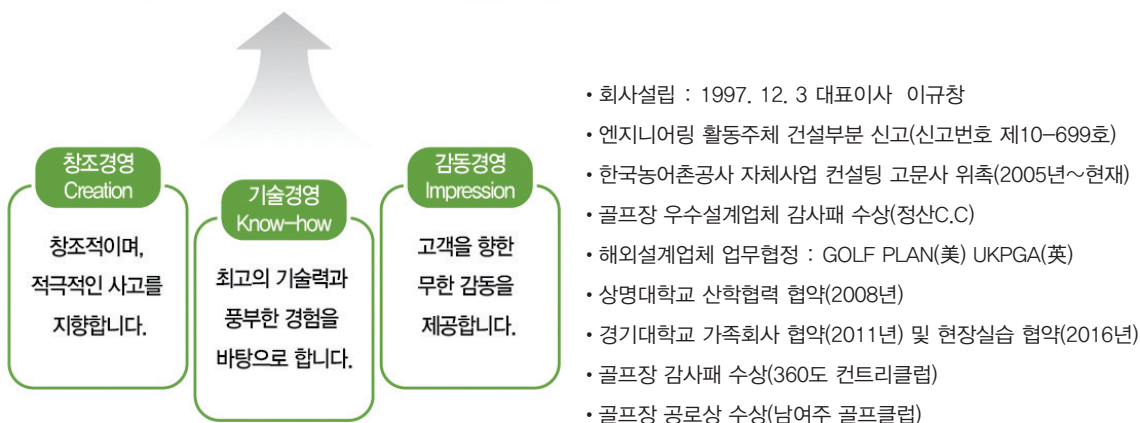 창조경영
Creation
창조적이며,
적극적인 사고를
지향합니다.
기술경영
Know-how
최고의 기술력과
풍부한 경험을
바탕으로 합니다.
감동경영
Impression
고객을 향한
무한 감동을
제공합니다.
• 회사설립 : 1997. 12. 3 대표이사 이규창
• 엔지니어링 활동주체 건설부분 신고(신고번호 제10-699호)
• 한국농어촌공사 자체사업 컨설팅 고문사 위촉(2005년~현재)
• 골프장 우수설계업체 감사패 수상(정산C.C)
• 해외설계업체 업무협정 : GOLF PLAN(美) UKPGA(英)
• 상명대학교 산학협력 협약(2008년)
• 경기대학교 가족회사 협약(2011년) 및 현장실습 협약(2016년)
• 골프장 감사패 수상(360도 컨트리클럽)
• 골프장 공로상 수상(남여주 골프클럽)